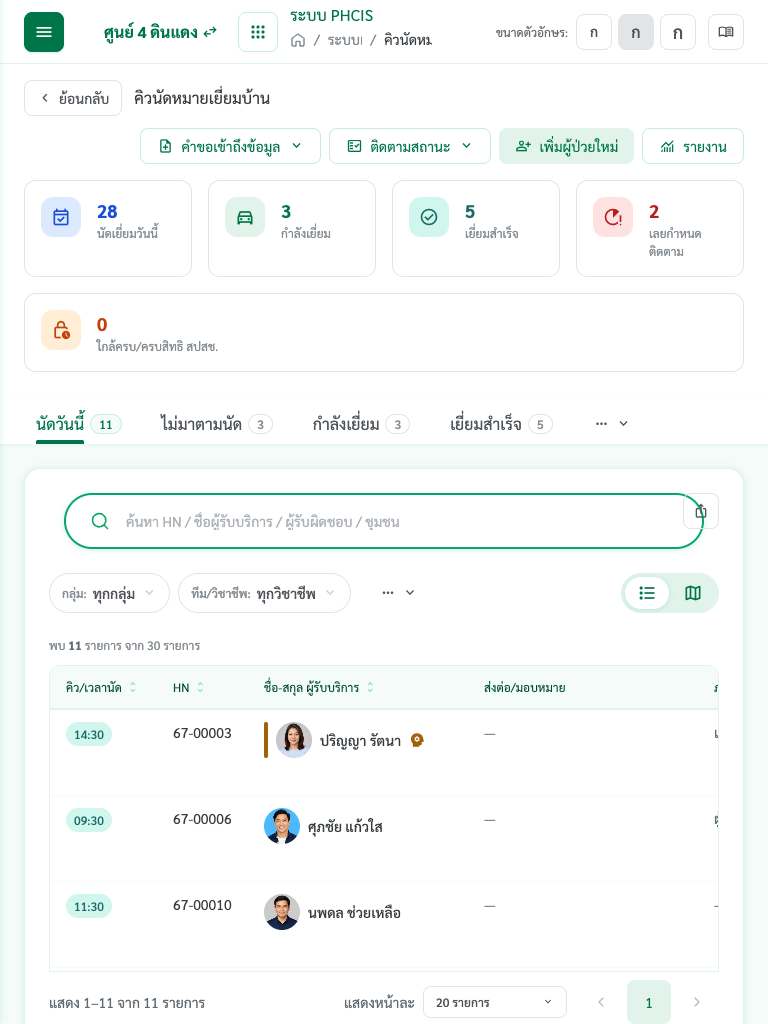 ศูนย์ 4 ดินแดง
ระบบ PHCIS
/ ระบบ / คิวนัดหม
ขนาดตัวอักษร: ก ก ก
ย้อนกลับ
คิวนัดหมายเยี่ยมบ้าน
คำขอเข้าถึงข้อมูล
ติดตามสถานะ
เพิ่มผู้ป่วยใหม่
รายงาน
28
นัดเยี่ยมวันนี้
3
กำลังเยี่ยม
5
เยี่ยมสำเร็จ
2
เลยกำหนด
ติดตาม
0
ใกล้ครบ/ครบสิทธิ สปสช.
นัดวันนี้ 11
ไม่มาตามนัด 3
กำลังเยี่ยม 3
เยี่ยมสำเร็จ 5
ค้นหา HN / ชื่อผู้รับบริการ / ผู้รับผิดชอบ / ชุมชน
กลุ่ม: ทุกกลุ่ม
ทีม/วิชาชีพ: ทุกวิชาชีพ
พบ 11 รายการ จาก 30 รายการ
คิว/เวลานัด HN ชื่อ-สกุล ผู้รับบริการ ส่งต่อ/มอบหมาย
14:30 67-00003 ปริญญา รัตนา —
09:30 67-00006 ศุภชัย แก้วใส —
11:30 67-00010 นพดล ช่วยเหลือ —
แสดง 1–11 จาก 11 รายการ
แสดงหน้าละ 20 รายการ
1